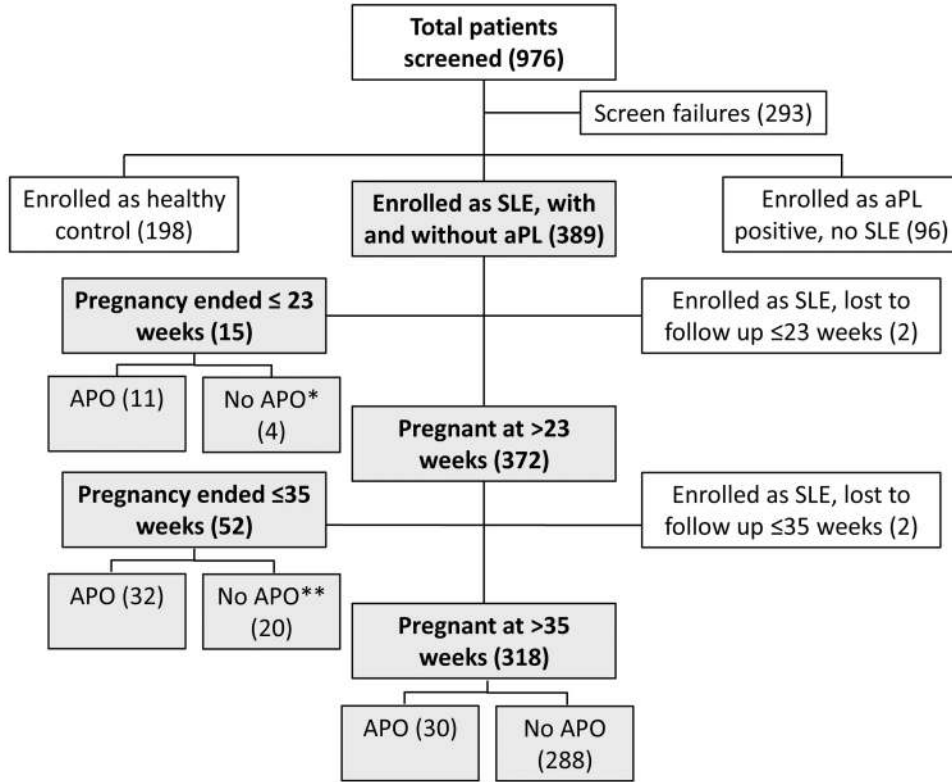 Total patients
screened (976)
Screen failures (293)
Enrolled as healthy
control (198)
Enrolled as SLE, with
and without aPL (389)
Enrolled as aPL
positive, no SLE (96)
Pregnancy ended ≤ 23
weeks (15)
Enrolled as SLE, lost to
follow up ≤23 weeks (2)
APO (11)
No APO*
(4)
Pregnant at >23
weeks (372)
Pregnancy ended ≤35
weeks (52)
Enrolled as SLE, lost to
follow up ≤35 weeks (2)
APO (32)
No APO**
(20)
Pregnant at >35
weeks (318)
APO (30)
No APO
(288)